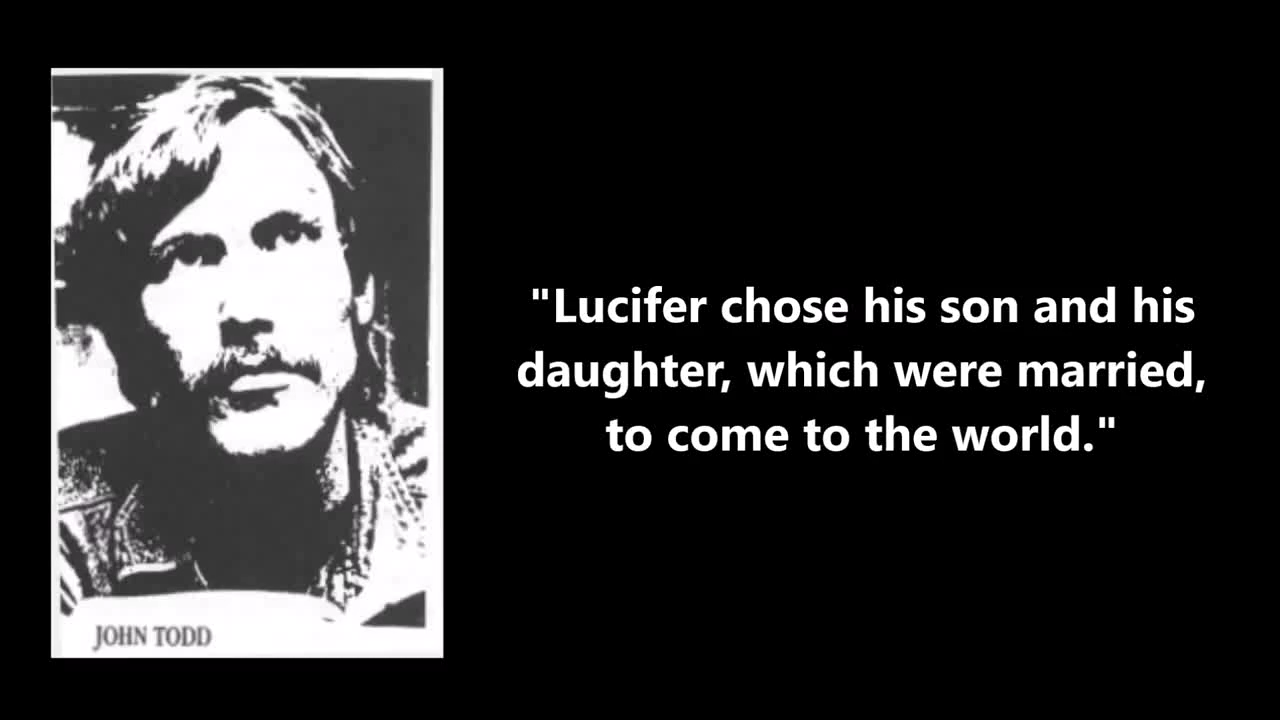 "Lucifer chose his son and his
daughter, which were married,
to come to the world."
JOHN TODD